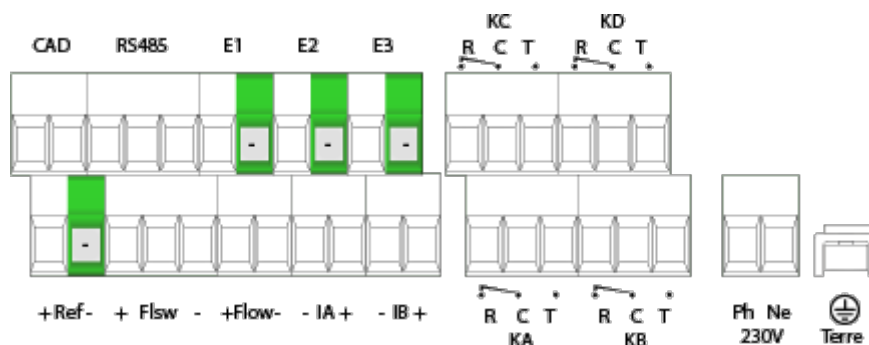 KC KD
CAD RS485 E1 E2 E3 R C T R C T
- - -
-
+Ref- + Flsw - +Flow- - IA + - IB + R C T R C T Ph Ne
KA KB 230V Terre